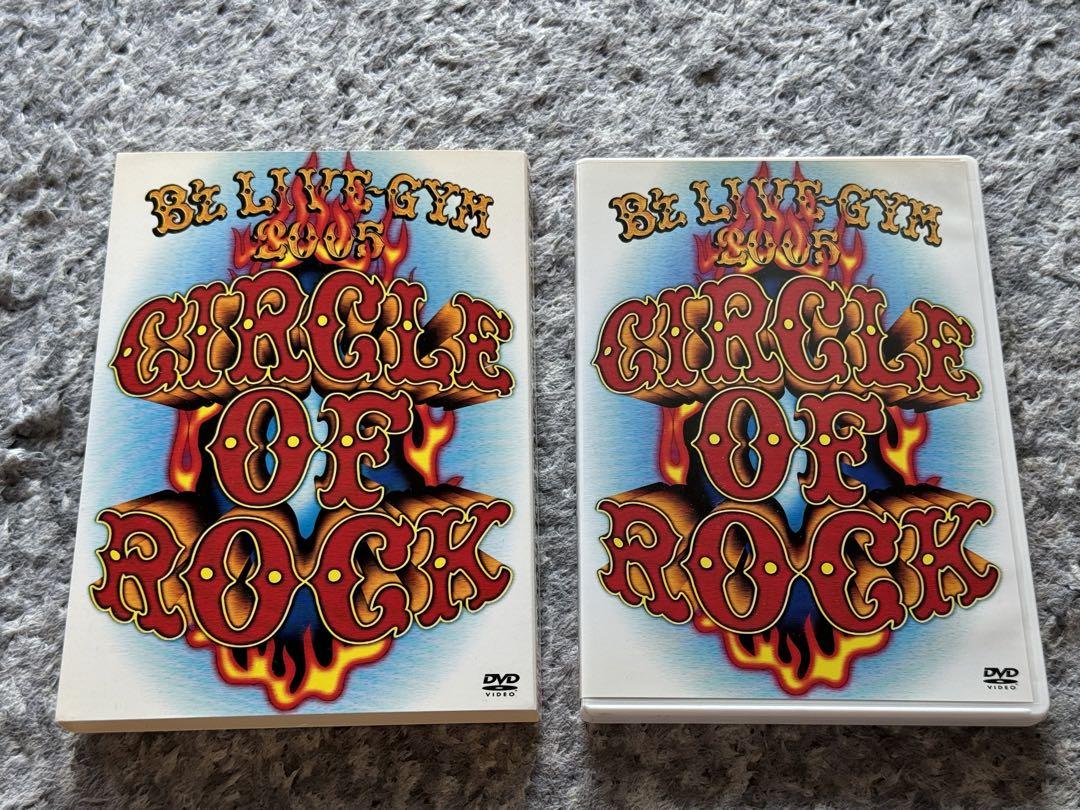 B'z LIVE-GYM
2005
CIRCLE
OF
ROCK
DVD
VIDEO
B'z LIVE-GYM
2005
CIRCLE
OF
ROCK
DVD
VIDEO